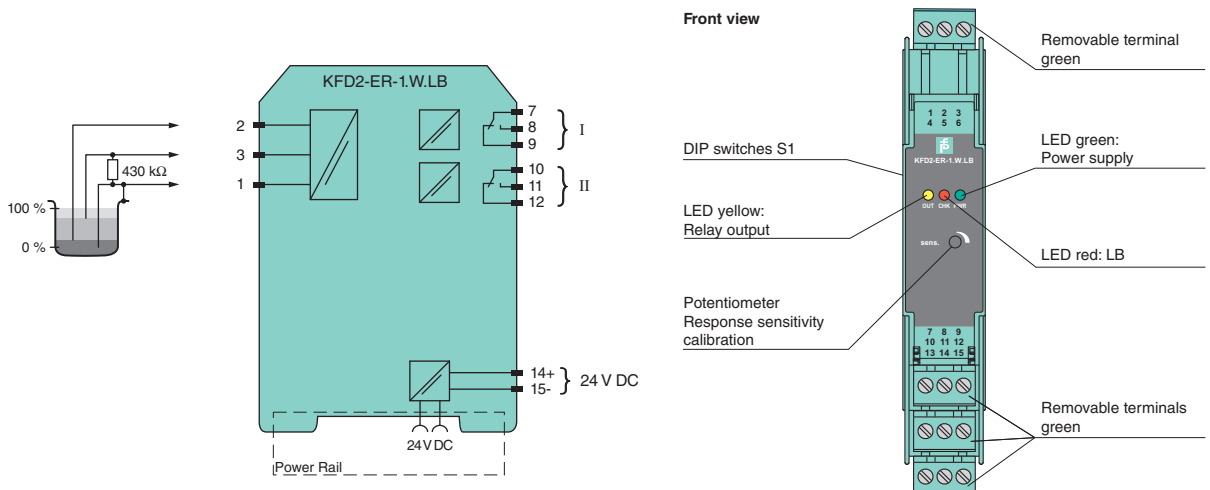 KFD2-ER-1.W.LB
2
3
1
430 kΩ
100 %
0 %
7
8
9
I
10
11
12
II
14+
15-
24 V DC
24V DC
Power Rail
Front view
Removable terminal
green
1 2 3
4 5 6
KFD2-ER-1.W.LB
DIP switches S1
LED green:
Power supply
OUT CHK PWR
LED yellow:
Relay output
sens.
LED red: LB
Potentiometer
Response sensitivity
calibration
7 8 9
10 11 12
13 14 15
Removable terminals
green